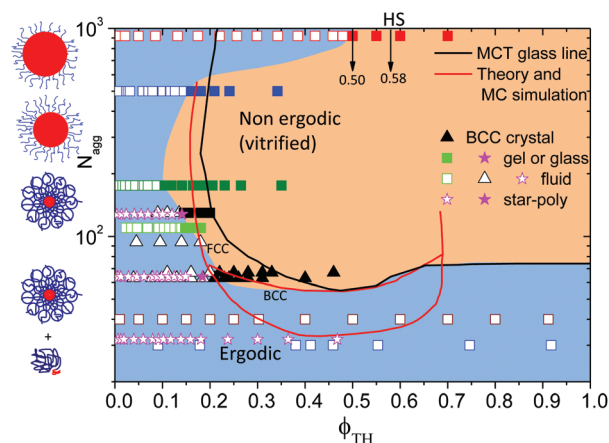 HS
10³
10²
N_agg
0.50
0.58
MCT glass line
Theory and
MC simulation
Non ergodic
(vitrified)
BCC crystal
gel or glass
fluid
star-poly
FCC
BCC
+
Ergodic
0.0 0.1 0.2 0.3 0.4 0.5 0.6 0.7 0.8 0.9 1.0
ϕ_TH